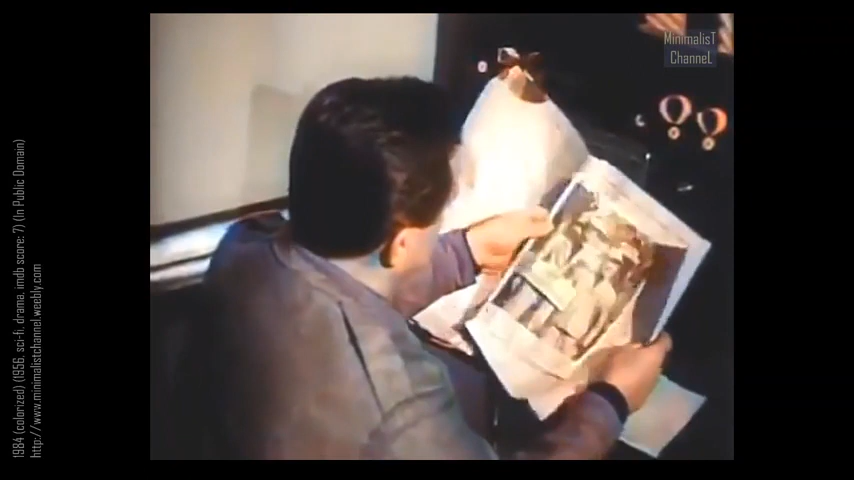 MinimalisT
ChanneL
1984 (colorized) (1956, sci-fi, drama, imdb score: 7) (In Public Domain)
http://www.minimalistchannel.weebly.com